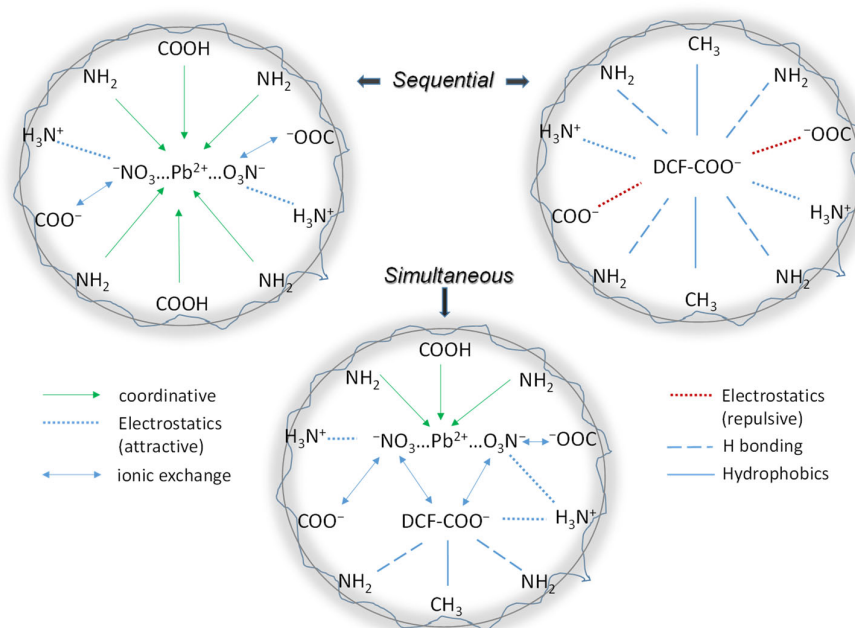 COOH
NH₂ NH₂
H₃N⁺ ⁻OOC
⁻NO₃...Pb²⁺...O₃N⁻
COO⁻ H₃N⁺
NH₂ NH₂
COOH
Sequential
CH₃
NH₂ NH₂
H₃N⁺ ⁻OOC
DCF-COO⁻
COO⁻ H₃N⁺
NH₂ NH₂
CH₃
Simultaneous
COOH
NH₂ NH₂
H₃N⁺ ⁻NO₃...Pb²⁺...O₃N⁻ ⁻OOC
COO⁻ DCF-COO⁻ H₃N⁺
NH₂ NH₂
CH₃
coordinative
Electrostatics
(attractive)
ionic exchange
Electrostatics
(repulsive)
H bonding
Hydrophobics